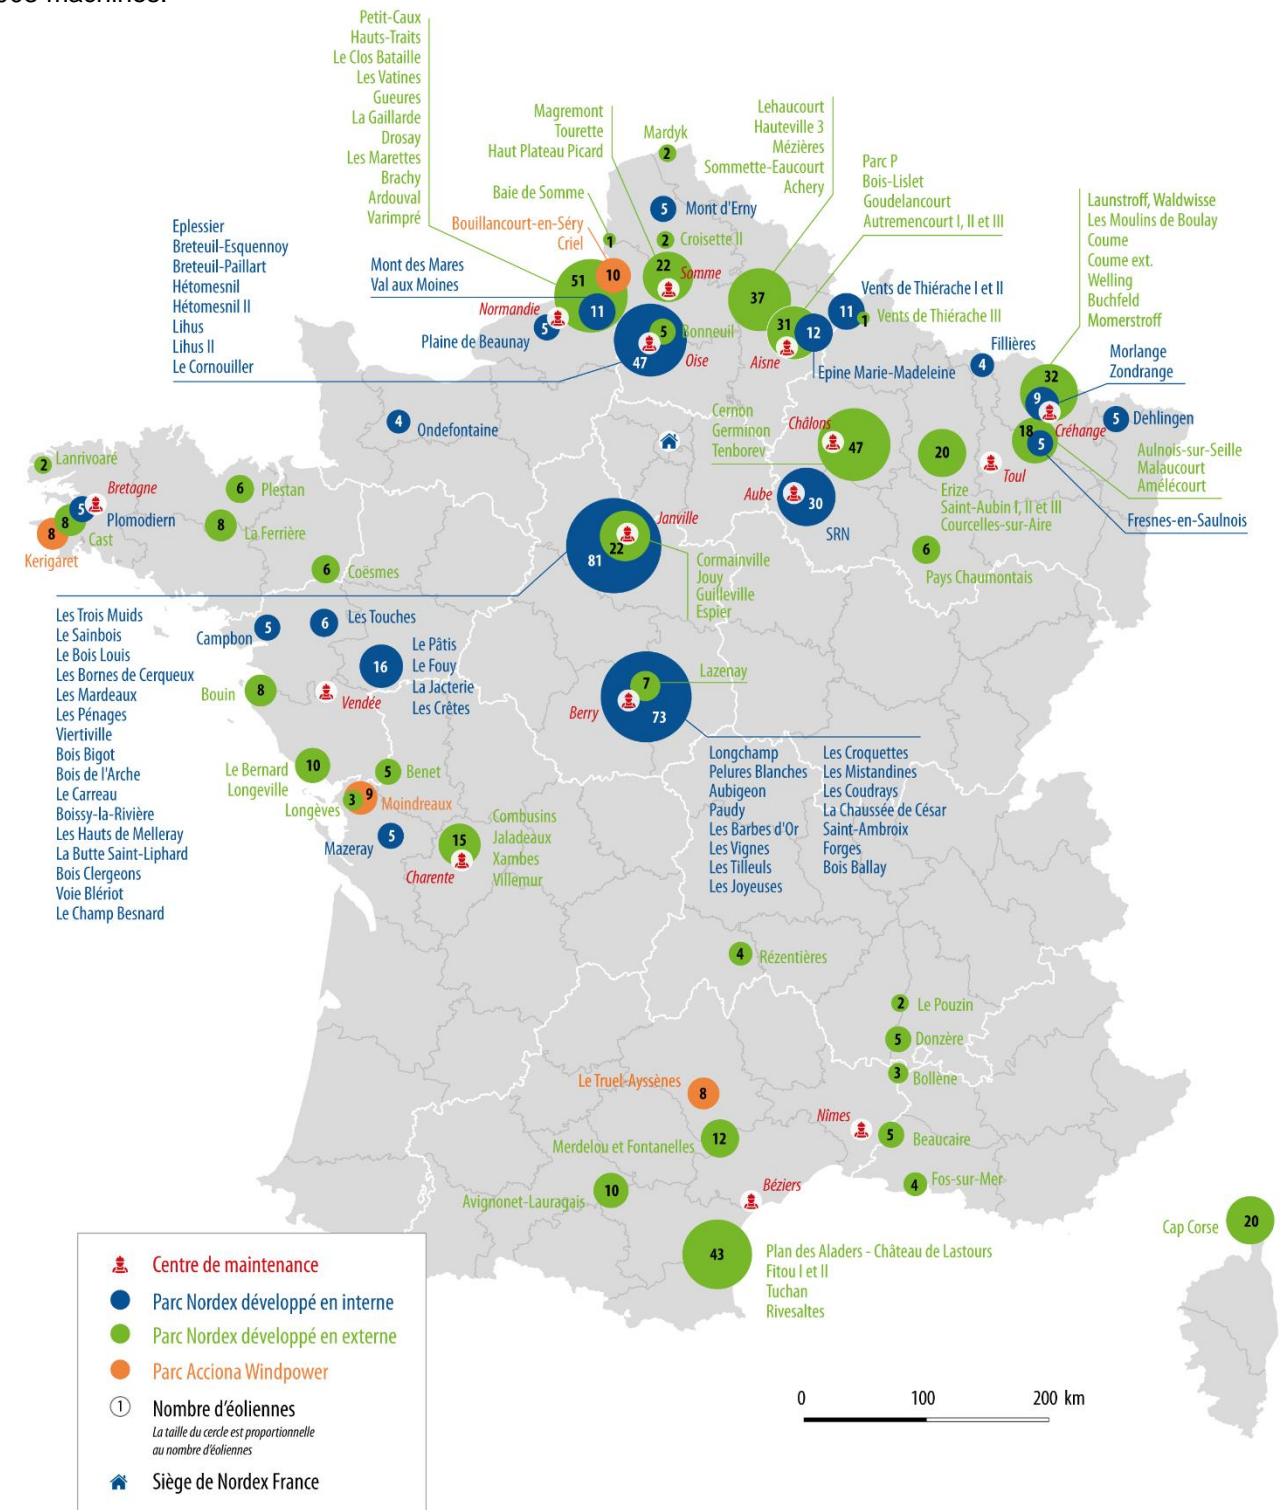 machines.
Petit-Caux
Hauts-Traits
Le Clos Bataille
Les Vatines
Gueures
La Gaillarde
Drosay
Les Marettes
Brachy
Ardouval
Varimpré
Magremont
Tourette
Haut Plateau Picard
Mardyk
2
Lehaucourt
Hauteville 3
Mézières
Sommette-Eaucourt
Achery
Parc P
Bois-Lislet
Goudelancourt
Autremencourt I, II et III
Launstroff, Waldwisse
Les Moulins de Boulay
Coume
Coume ext.
Welling
Buchfeld
Momerstroff
Baie de Somme
1
5
Mont d'Erny
Bouillancourt-en-Séry
Criel
2
Croisette II
Eplessier
Breteuil-Esquennoy
Breteuil-Paillart
Hétomesnil
Hétomesnil II
Lihus
Lihus II
Le Cornouiller
Mont des Mares
Val aux Moines
51
10
11
22
Somme
37
31
12
Aisne
Vents de Thiérache I et II
11
1
Vents de Thiérache III
Normandie
5
Plaine de Beaunay
5
Bonneuil
47
Oise
Epine Marie-Madeleine
Fillières
4
Morlange
Zondrange
32
9
Créhange
5
Dehlingen
18
5
4
Ondefontaine
Cernon
Germinon
Tenborev
Châlons
47
20
Toul
Aulnois-sur-Seille
Malaucourt
Amélécourt
Fresnes-en-Saulnois
Erize
Saint-Aubin I, II et III
Courcelles-sur-Aire
Aube
30
SRN
6
Pays Chaumontais
2
Lanrivoaré
Bretagne
5
Plomodiern
8
Cast
8
Kerigaret
6
Plestan
8
La Ferrière
6
Coësmes
Janville
22
81
Cormainville
Jouy
Guilleville
Espier
Les Trois Muids
Le Sainbois
Le Bois Louis
Les Bornes de Cerqueux
Les Mardeaux
Les Pénages
Viertiville
Bois Bigot
Bois de l'Arche
Le Carreau
Boissy-la-Rivière
Les Hauts de Melleray
La Butte Saint-Liphard
Bois Clergeons
Voie Blériot
Le Champ Besnard
Campbon
5
6
Les Touches
16
Le Pâtis
Le Fouy
La Jacterie
Les Crêtes
Bouin
8
Vendée
Lazenay
7
Berry
73
Longchamp
Pelures Blanches
Aubigeon
Paudy
Les Barbes d'Or
Les Vignes
Les Tilleuls
Les Joyeuses
Les Croquettes
Les Mistandines
Les Coudrays
La Chaussée de César
Saint-Ambroix
Forges
Bois Ballay
Le Bernard
Longeville
10
5
Benet
Longèves
3
9
Moindreaux
Mazeray
5
15
Charente
Combusins
Jaladeaux
Xambes
Villemur
4
Rézentières
2
Le Pouzin
5
Donzère
3
Bollène
Le Truel-Ayssènes
8
Merdelou et Fontanelles
12
Nîmes
5
Beaucaire
4
Fos-sur-Mer
Avignonet-Lauragais
10
Béziers
43
Plan des Aladers - Château de Lastours
Fitou I et II
Tuchan
Rivesaltes
Cap Corse
20
Centre de maintenance
Parc Nordex développé en interne
Parc Nordex développé en externe
Parc Acciona Windpower
1
Nombre d'éoliennes
La taille du cercle est proportionnelle
au nombre d'éoliennes
Siège de Nordex France
0 100 200 km